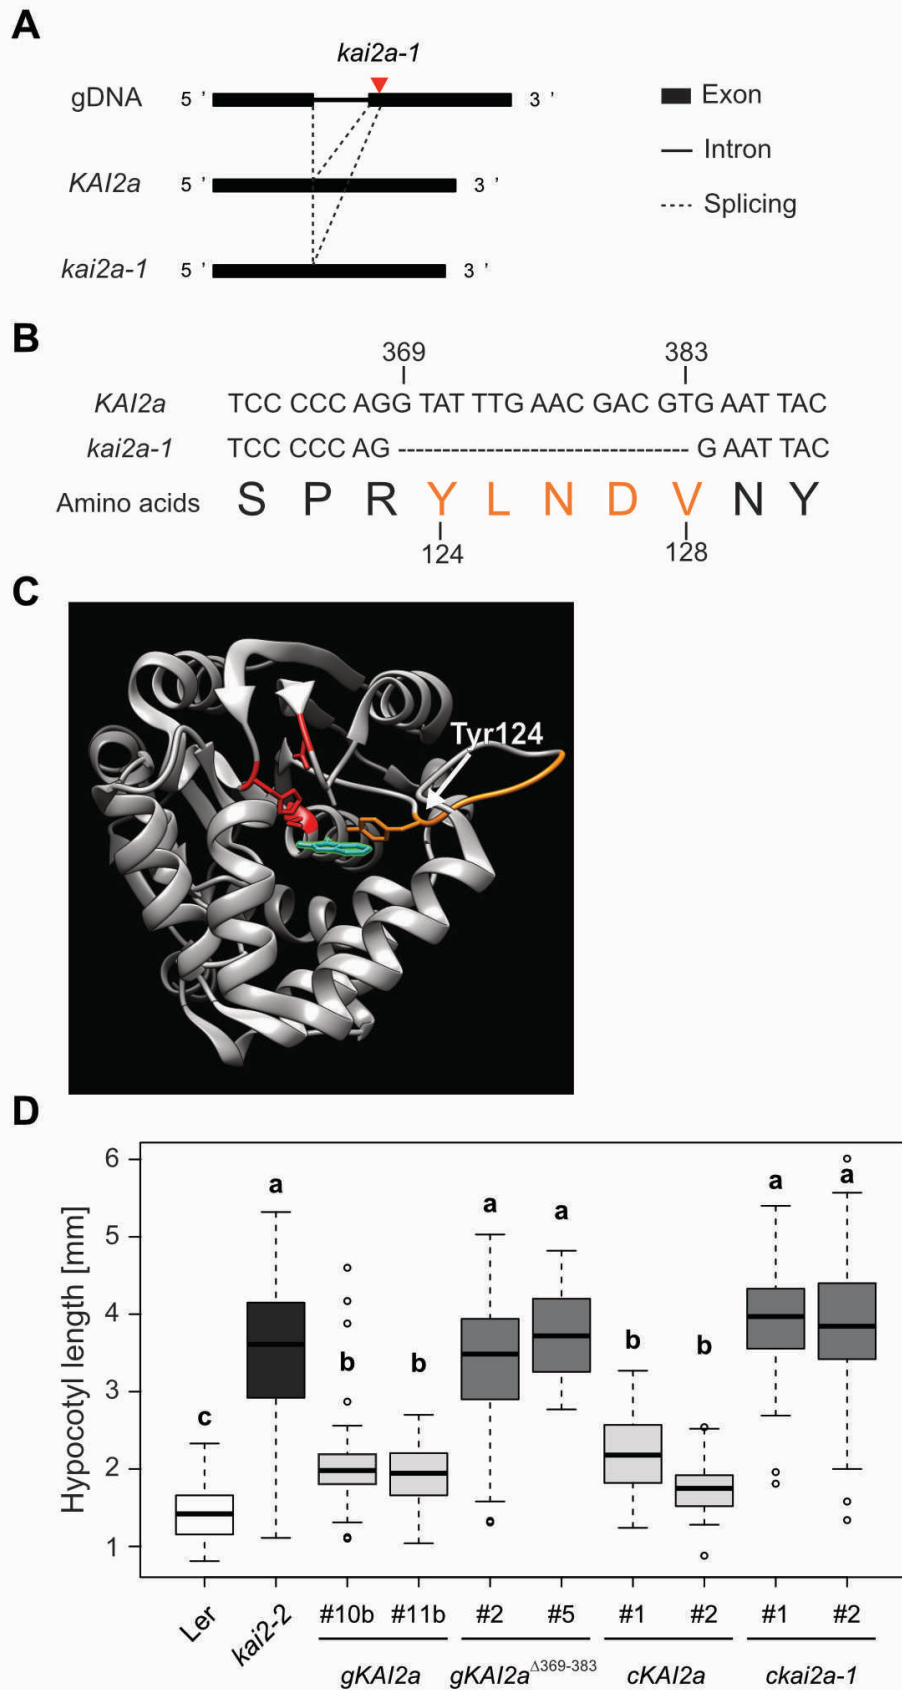 A
kai2a-1
gDNA 5 ' 3 ' Exon
Intron
KAI2a 5 ' 3 '
Splicing
kai2a-1 5 ' 3 '
B
369 383
KAI2a TCC CCC AGG TAT TTG AAC GAC GTG AAT TAC
kai2a-1 TCC CCC AG ------------------------------ G AAT TAC
Amino acids S P R Y L N D V N Y
124 128
C
Tyr124
D
Hypocotyl length [mm]
6
5
4
3
2
1
c a b b a a b b a a
Ler kai2-2 #10b #11b #2 #5 #1 #2 #1 #2
gKAI2a gKAI2aΔ369-383 cKAI2a ckai2a-1